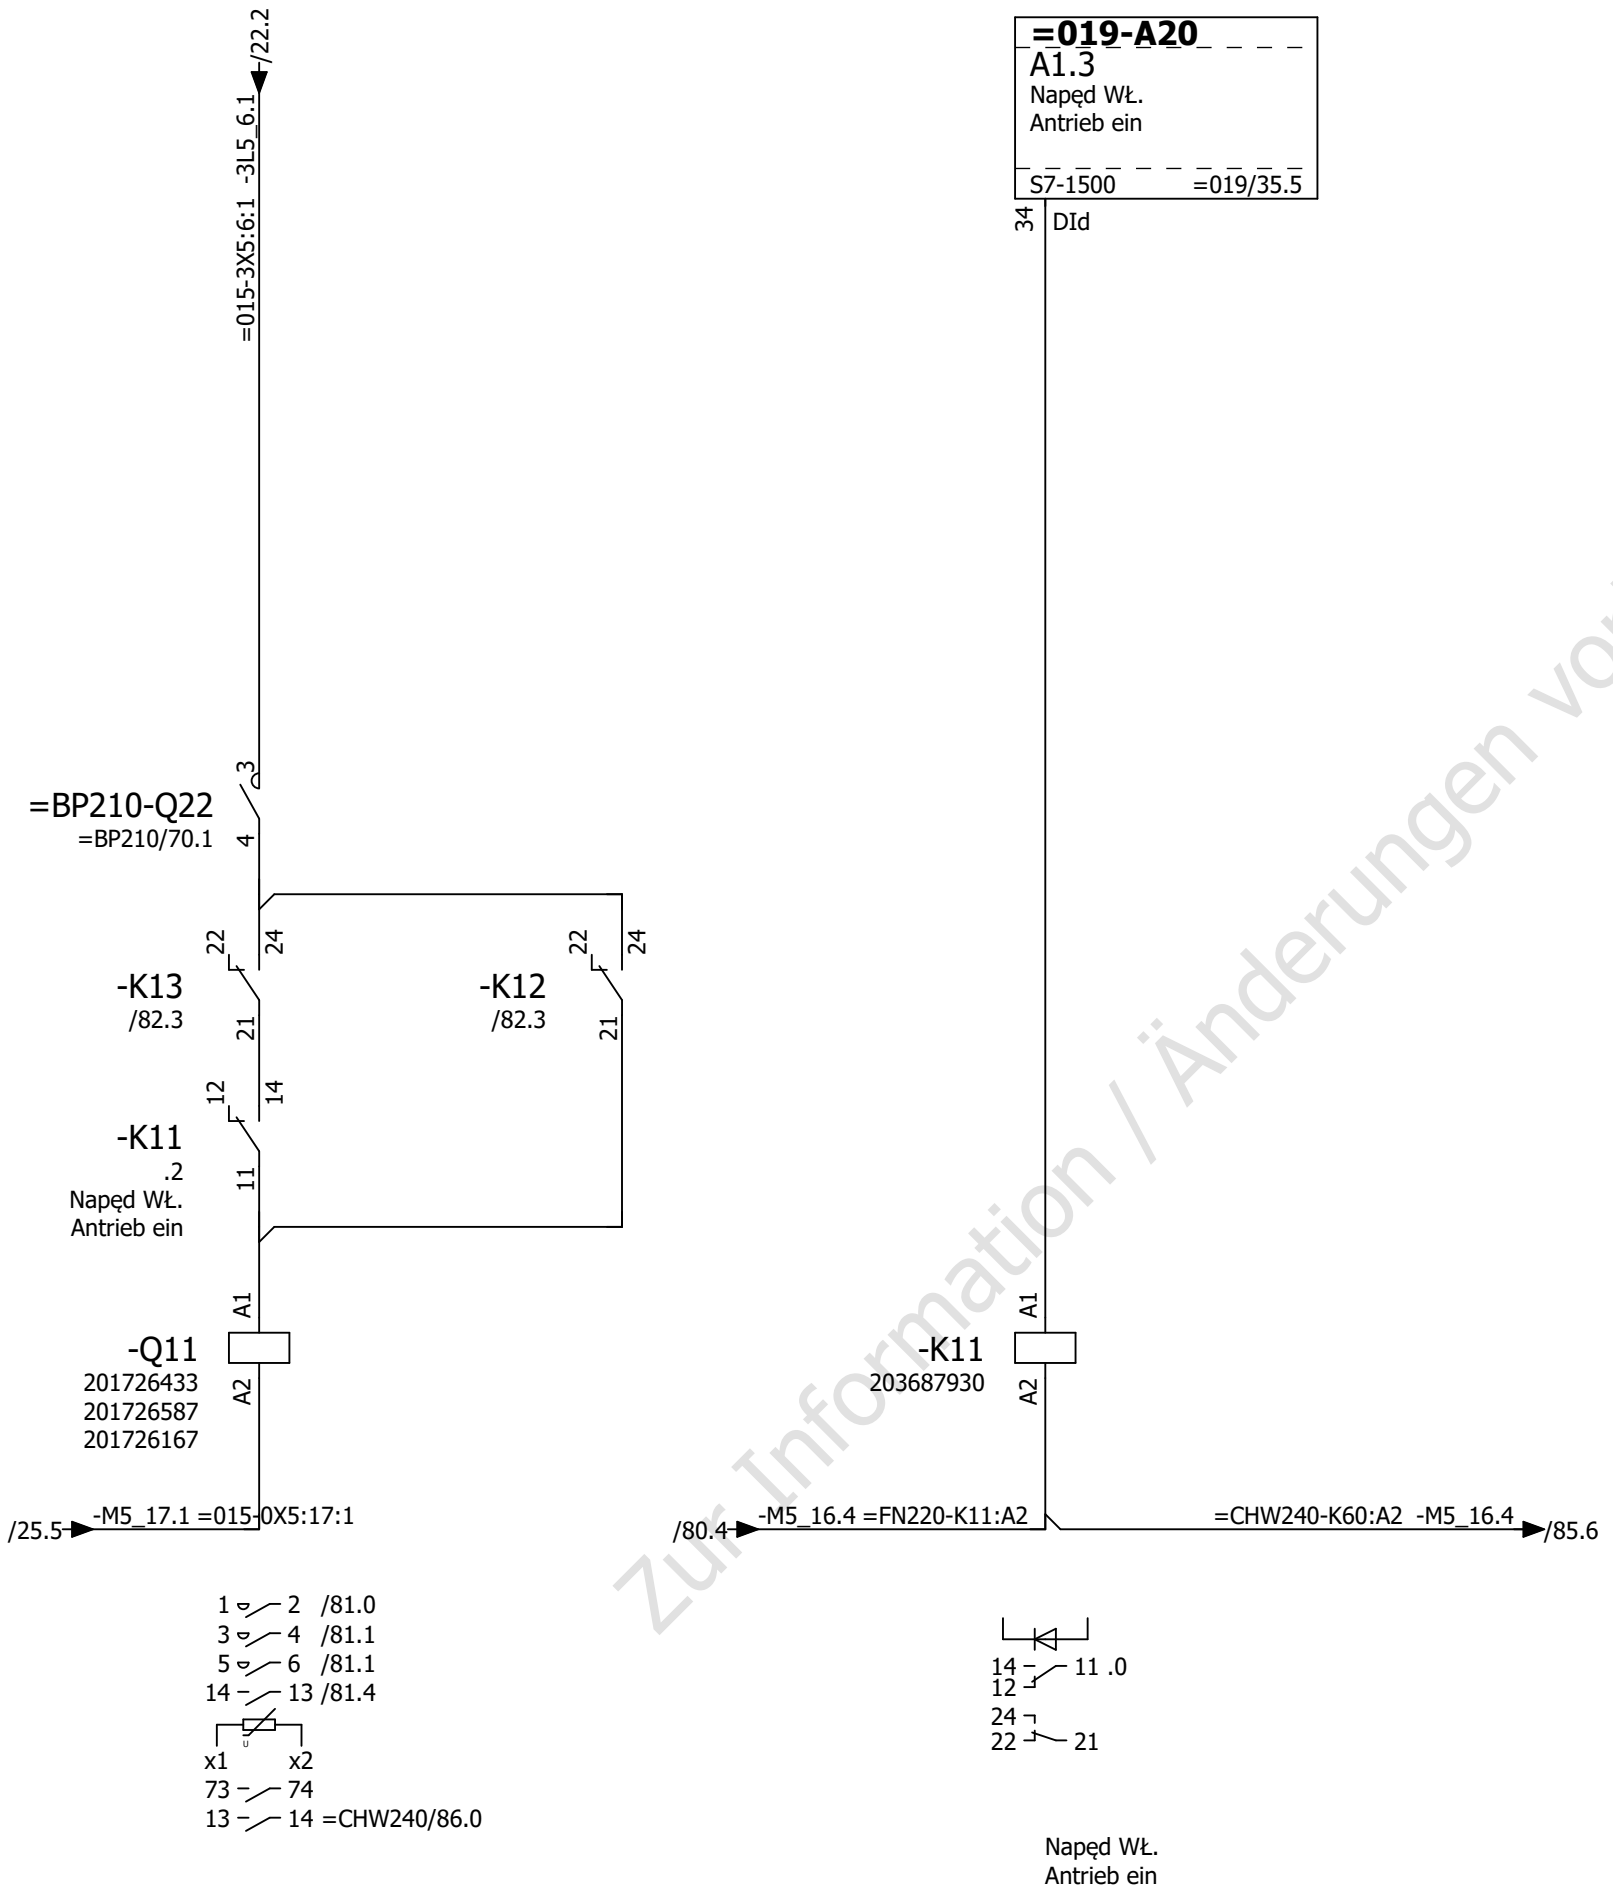 /22.2
=015-3X5:6:1 -3L5_6.1
=019-A20
A1.3
Napęd WŁ.
Antrieb ein
S7-1500 =019/35.5
34 DId
3
=BP210-Q22
=BP210/70.1 4
22 24
-K13
/82.3
21
22 24
-K12
/82.3
21
12 14
-K11
.2
11
Napęd WŁ.
Antrieb ein
A1
-Q11
201726433
A2
201726587
201726167
A1
-K11
203687930
A2
/25.5 -M5_17.1 =015-0X5:17:1
/80.4 -M5_16.4 =FN220-K11:A2 =CHW240-K60:A2 -M5_16.4 /85.6
1 2 /81.0
3 4 /81.1
5 6 /81.1
14 13 /81.4
U
x1 x2
73 74
13 14 =CHW240/86.0
14 11 .0
12
24
22 21
Napęd WŁ.
Antrieb ein
Zur Information / Änderungen